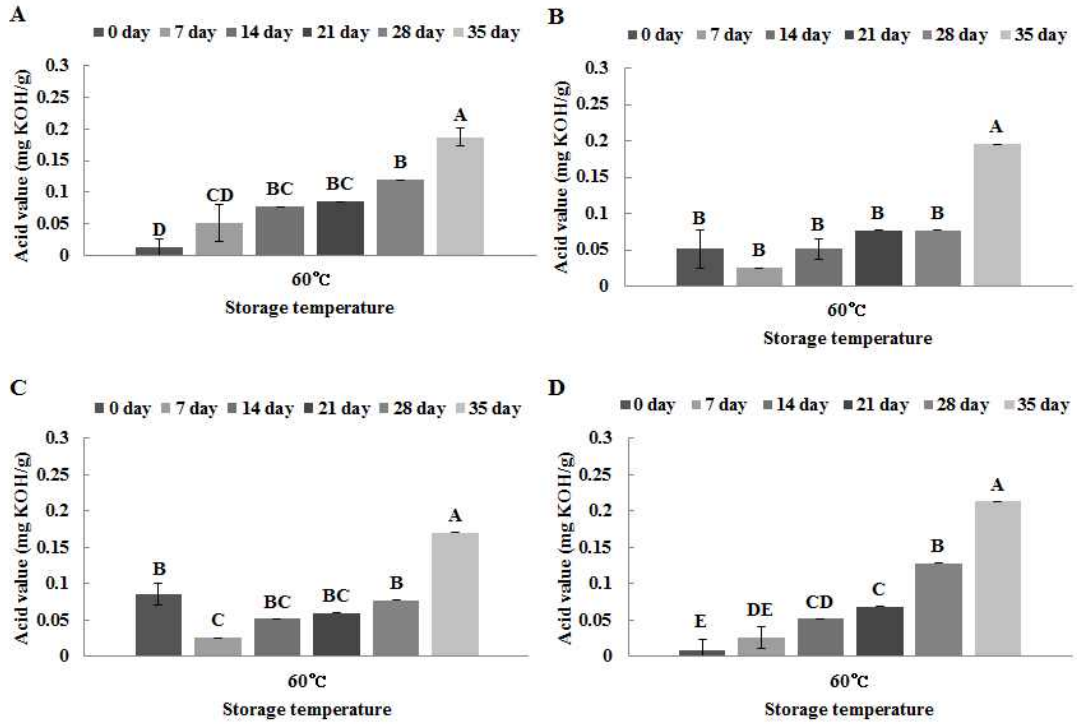 A
0 day 7 day 14 day 21 day 28 day 35 day
Acid value (mg KOH/g)
0.3
0.25
0.2
0.15
0.1
0.05
0
D
CD
BC
BC
B
A
60℃
Storage temperature
B
0 day 7 day 14 day 21 day 28 day 35 day
Acid value (mg KOH/g)
0.3
0.25
0.2
0.15
0.1
0.05
0
B
B
B
B
B
A
60℃
Storage temperature
C
0 day 7 day 14 day 21 day 28 day 35 day
Acid value (mg KOH/g)
0.3
0.25
0.2
0.15
0.1
0.05
0
B
C
BC
BC
B
A
60℃
Storage temperature
D
0 day 7 day 14 day 21 day 28 day 35 day
Acid value (mg KOH/g)
0.3
0.25
0.2
0.15
0.1
0.05
0
E
DE
CD
C
B
A
60℃
Storage temperature